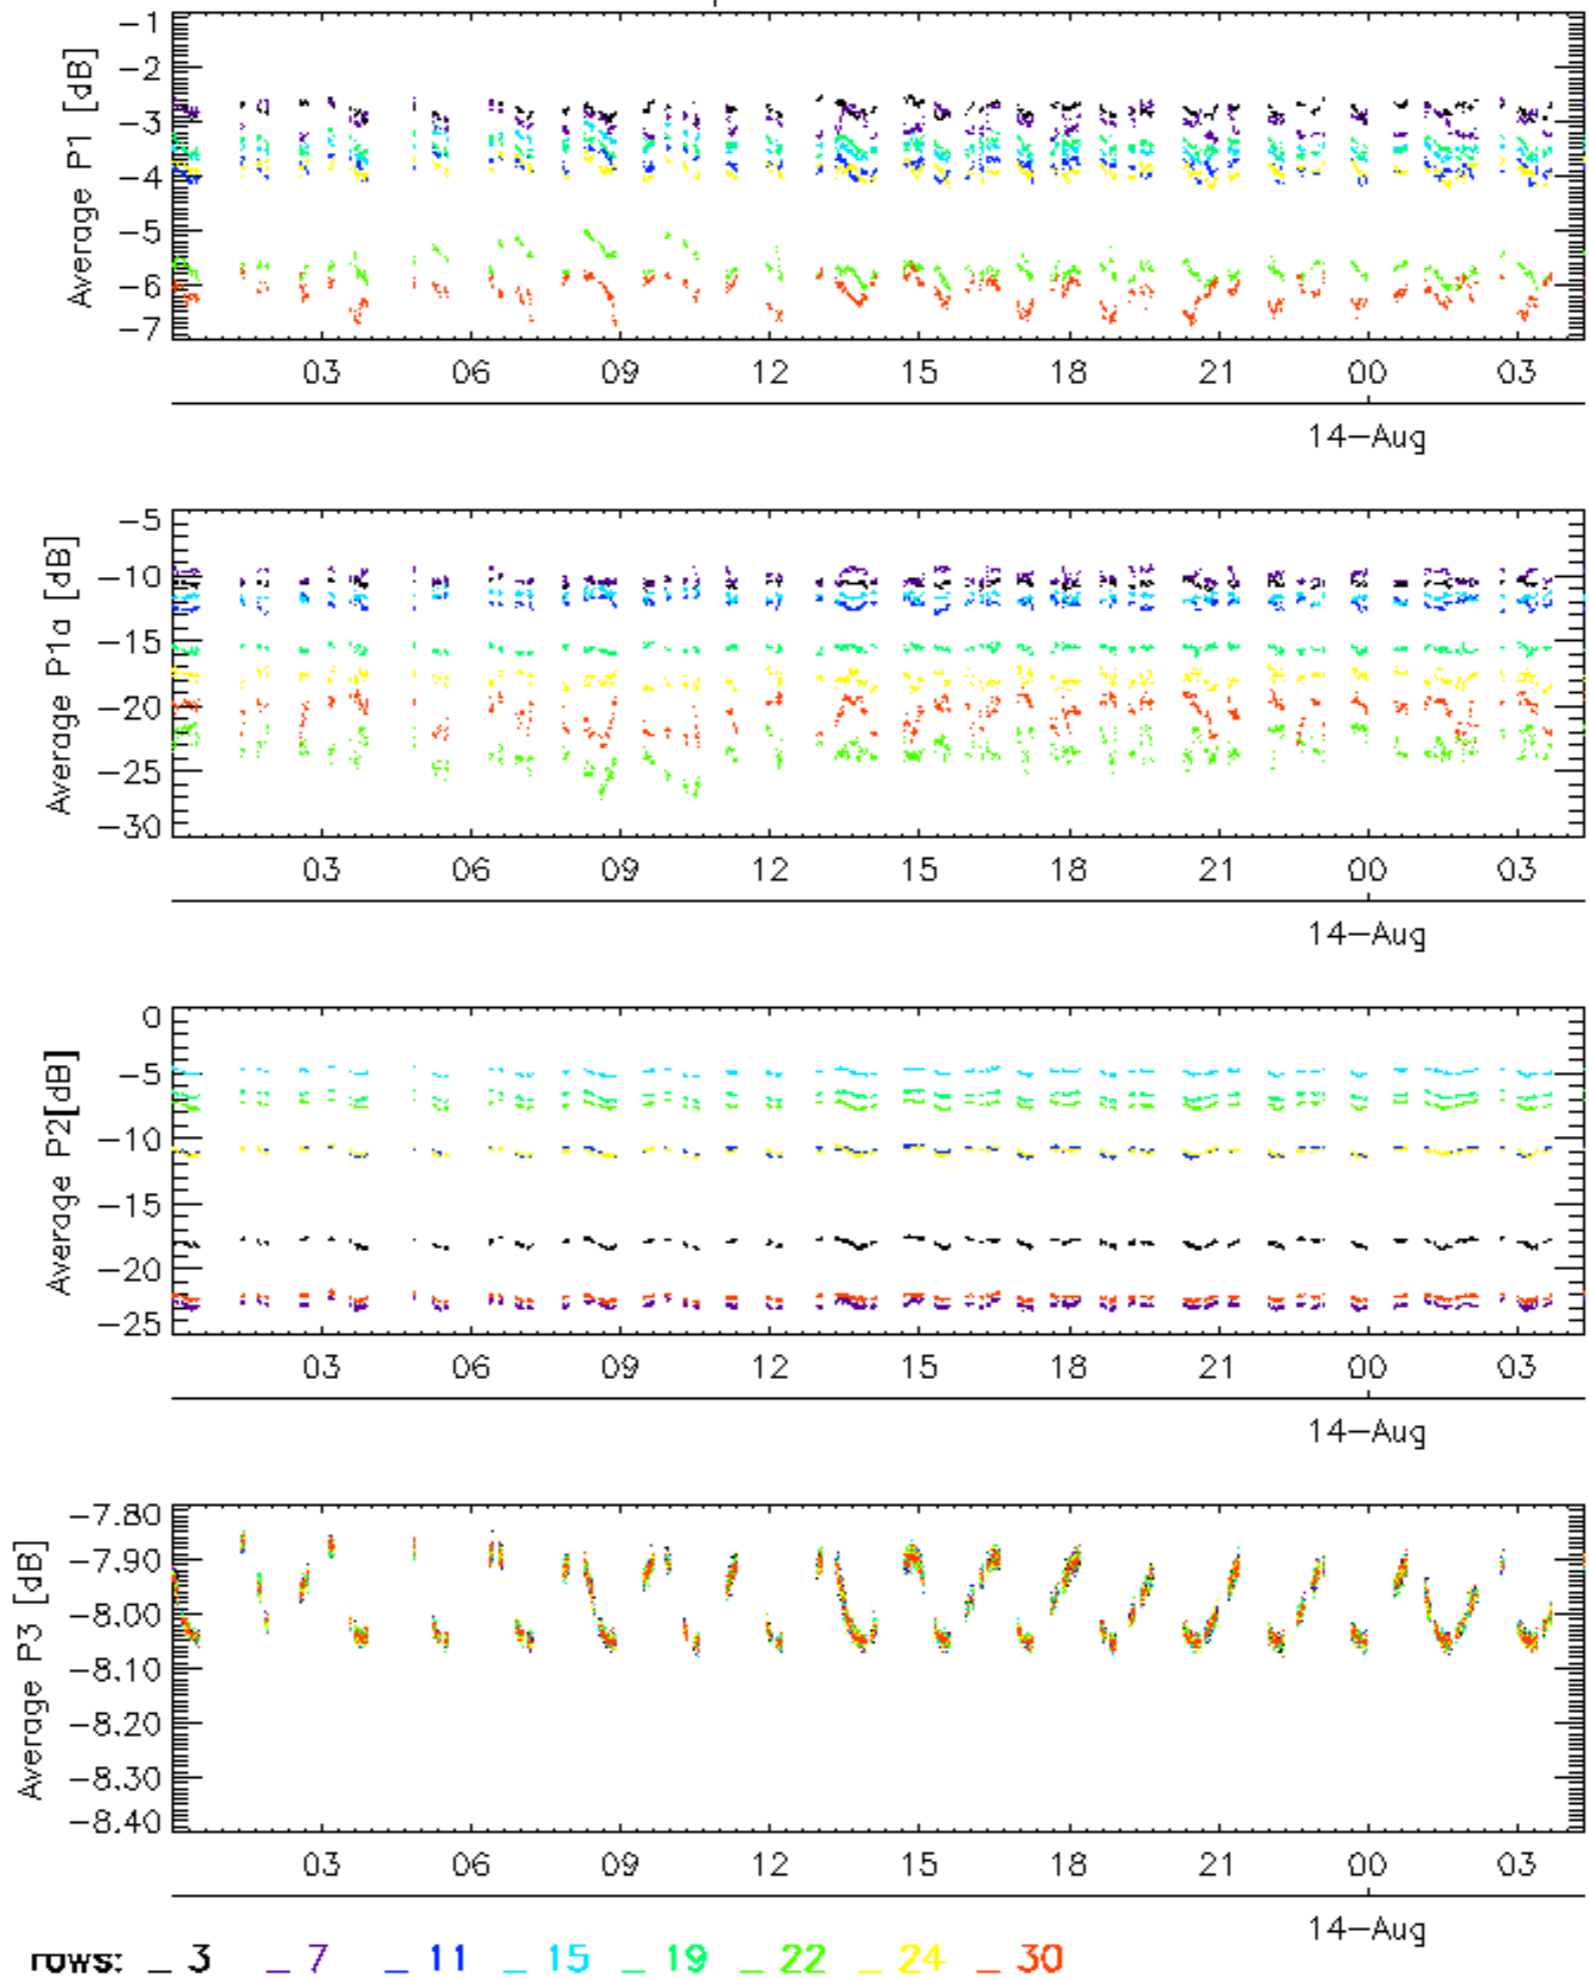 Average P1 [dB]
-1
-2
-3
-4
-5
-6
-7
03 06 09 12 15 18 21 00 03
14-Aug
Average P1a [dB]
-5
-10
-15
-20
-25
-30
03 06 09 12 15 18 21 00 03
14-Aug
Average P2[dB]
0
-5
-10
-15
-20
-25
03 06 09 12 15 18 21 00 03
14-Aug
Average P3 [dB]
-7.80
-7.90
-8.00
-8.10
-8.20
-8.30
-8.40
03 06 09 12 15 18 21 00 03
14-Aug
rows: _ 3 _ 7 _ 11 _ 15 _ 19 _ 22 _ 24 _ 30